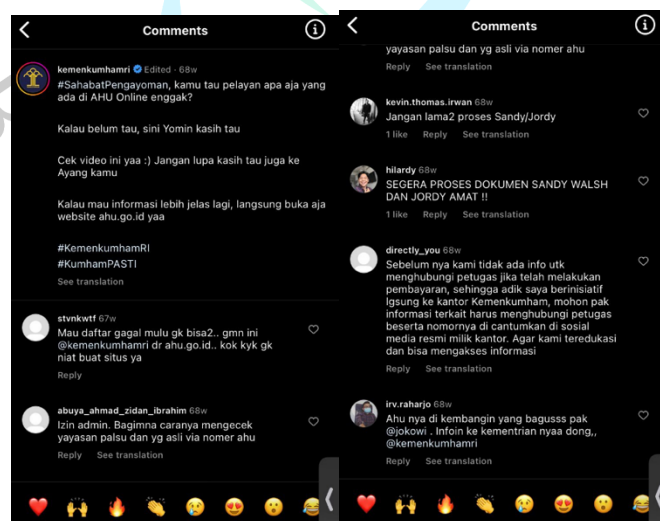 Comments
kemenkumhamri Edited · 68w
#SahabatPengayoman, kamu tau pelayan apa aja yang
ada di AHU Online enggak?
Kalau belum tau, sini Yomin kasih tau
Cek video ini yaa :) Jangan lupa kasih tau juga ke
Ayang kamu
Kalau mau informasi lebih jelas lagi, langsung buka aja
website ahu.go.id yaa
#KemenkumhamRI
#KumhamPASTI
See translation
stvnkwtf 67w
Mau daftar gagal mulu gk bisa2.. gmn ini
@kemenkumhamri dr ahu.go.id.. kok kyk gk
niat buat situs ya
Reply
abuya_ahmad_zidan_ibrahim 68w
Izin admin. Bagimna caranya mengecek
yayasan palsu dan yg asli via nomer ahu
Reply See translation
Comments
yayasan palsu dan yg asli via nomer ahu
Reply See translation
kevin.thomas.irwan 68w
Jangan lama2 proses Sandy/Jordy
1 like Reply See translation
hilardy 68w
SEGERA PROSES DOKUMEN SANDY WALSH
DAN JORDY AMAT !!
1 like Reply See translation
directly_you 68w
Sebelum nya kami tidak ada info utk
menghubungi petugas jika telah melakukan
pembayaran, sehingga adik saya berinisiatif
lgsung ke kantor Kemenkumham, mohon pak
informasi terkait harus menghubungi petugas
beserta nomornya di cantumkan di sosial
media resmi milik kantor. Agar kami teredukasi
dan bisa mengakses informasi
Reply See translation
irv.raharjo 68w
Ahu nya di kembangin yang bagusss pak
@jokowi . Infoin ke kementrian nyaa dong,,
@kemenkumhamri
Reply See translation